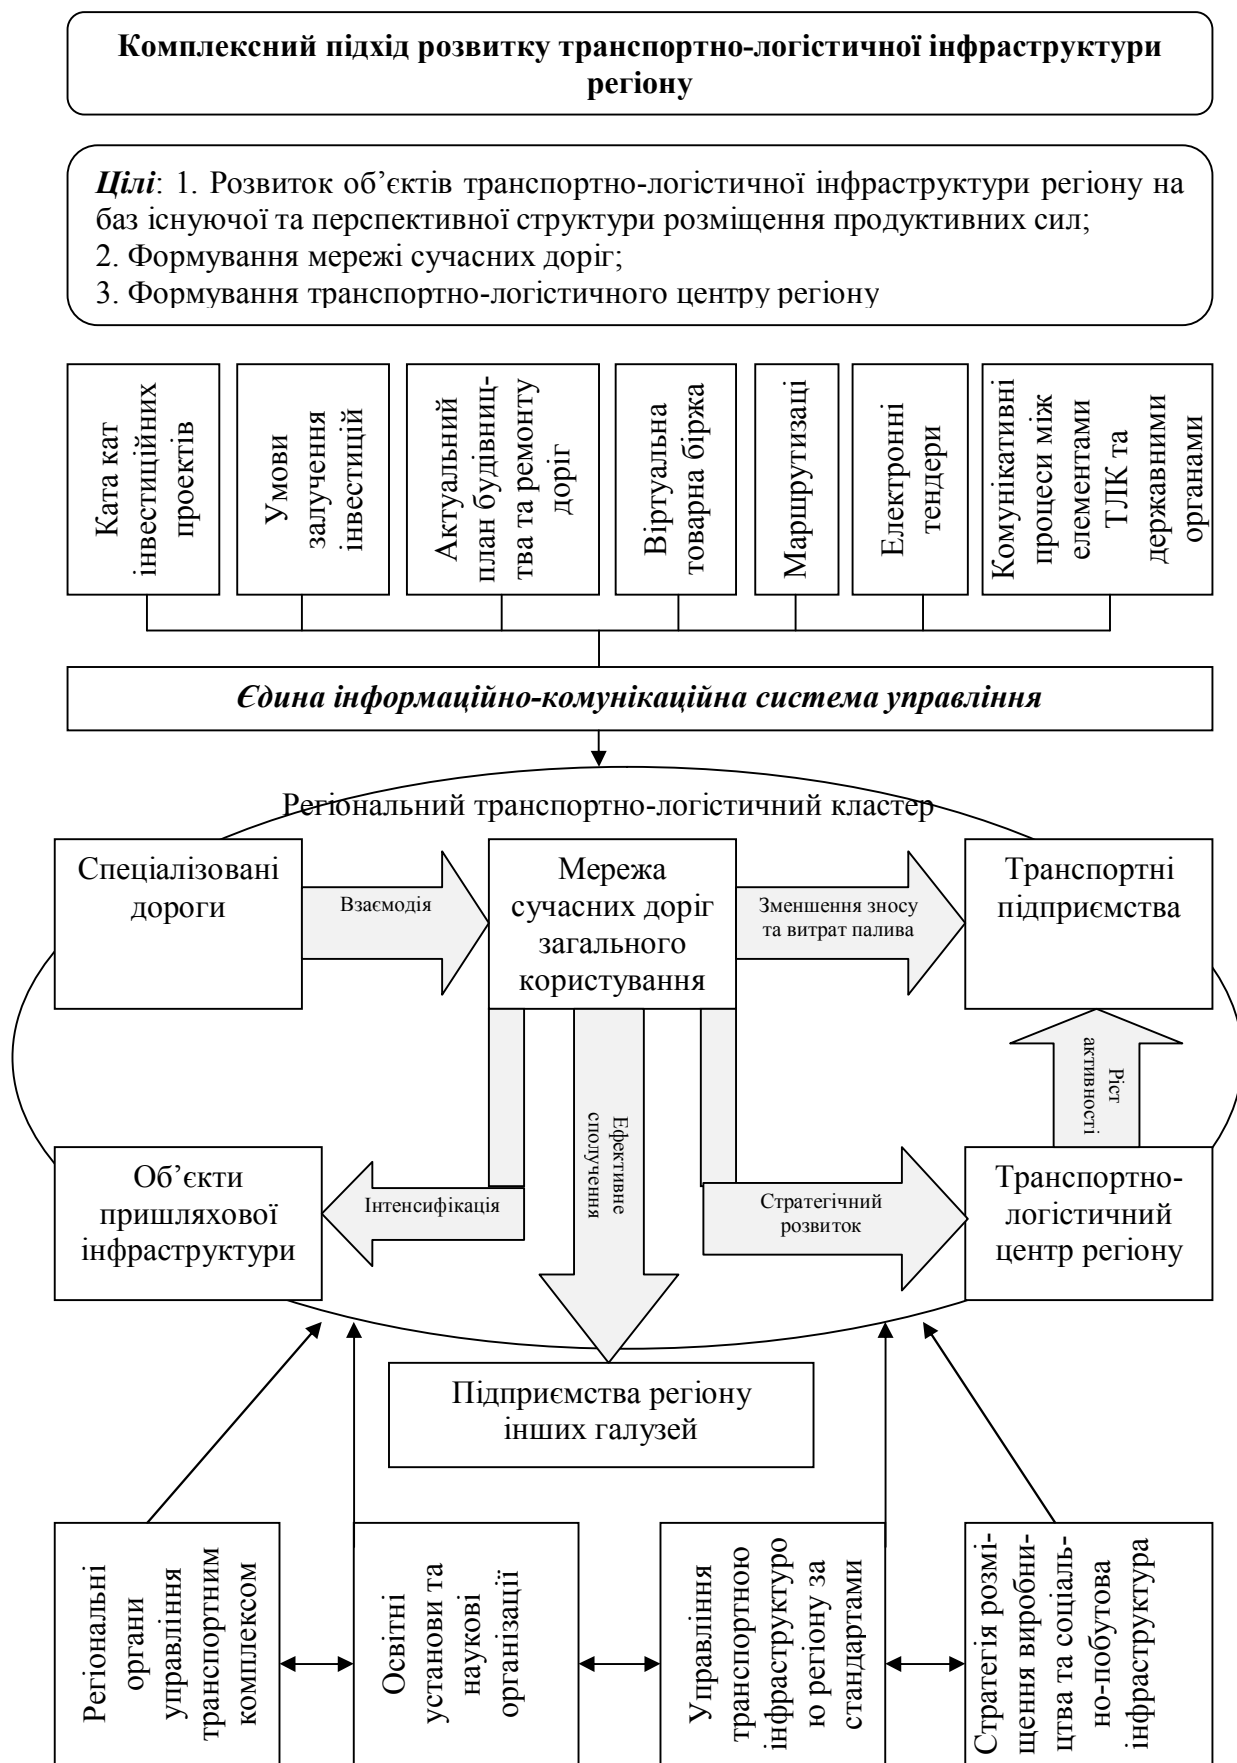 Комплексний підхід розвитку транспортно-логістичної інфраструктури
регіону
Цілі: 1. Розвиток об’єктів транспортно-логістичної інфраструктури регіону на
баз існуючої та перспективної структури розміщення продуктивних сил;
2. Формування мережі сучасних доріг;
3. Формування транспортно-логістичного центру регіону
Ката кат
інвестиційних
проектів
Умови
залучення
інвестицій
Актуальний
план будівниц-
тва та ремонту
доріг
Віртуальна
товарна біржа
Маршрутизаці
Електронні
тендери
Комунікативні
процеси між
елементами
ТЛК та
державними
органами
Єдина інформаційно-комунікаційна система управління
Регіональний транспортно-логістичний кластер
Спеціалізовані
дороги
Взаємодія
Мережа
сучасних доріг
загального
користування
Зменшення зносу
та витрат палива
Транспортні
підприємства
Ріст
активності
Ефективне
сполучення
Об’єкти
пришляхової
інфраструктури
Інтенсифікація
Стратегічний
розвиток
Транспортно-
логістичний
центр регіону
Підприємства регіону
інших галузей
Регіональні
органи
управління
транспортним
комплексом
Освітні
установи та
наукові
організації
Управління
транспортною
інфраструктуро
ю регіону за
стандартами
Стратегія розмі-
щення виробни-
цтва та соціаль-
но-побутова
інфраструктура